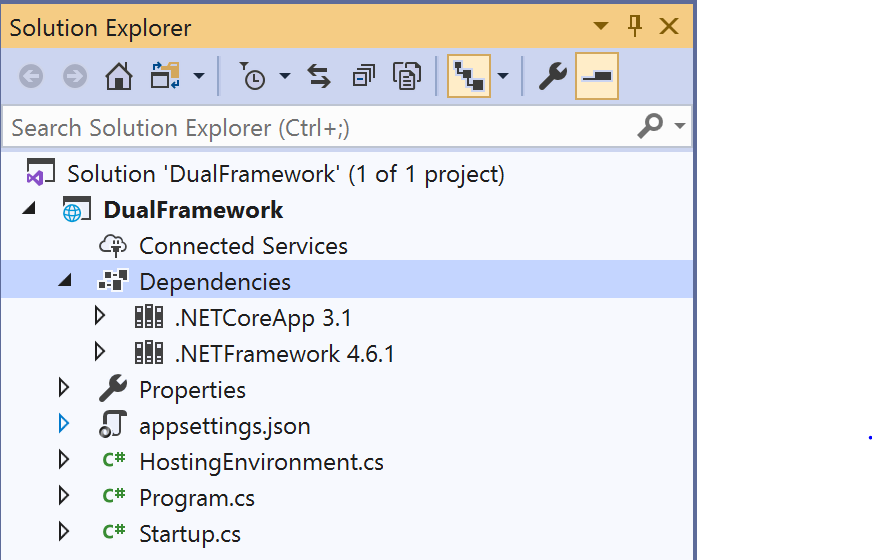 Solution Explorer
Search Solution Explorer (Ctrl+;)
Solution 'DualFramework' (1 of 1 project)
DualFramework
Connected Services
Dependencies
.NETCoreApp 3.1
.NETFramework 4.6.1
Properties
appsettings.json
C# HostingEnvironment.cs
C# Program.cs
C# Startup.cs